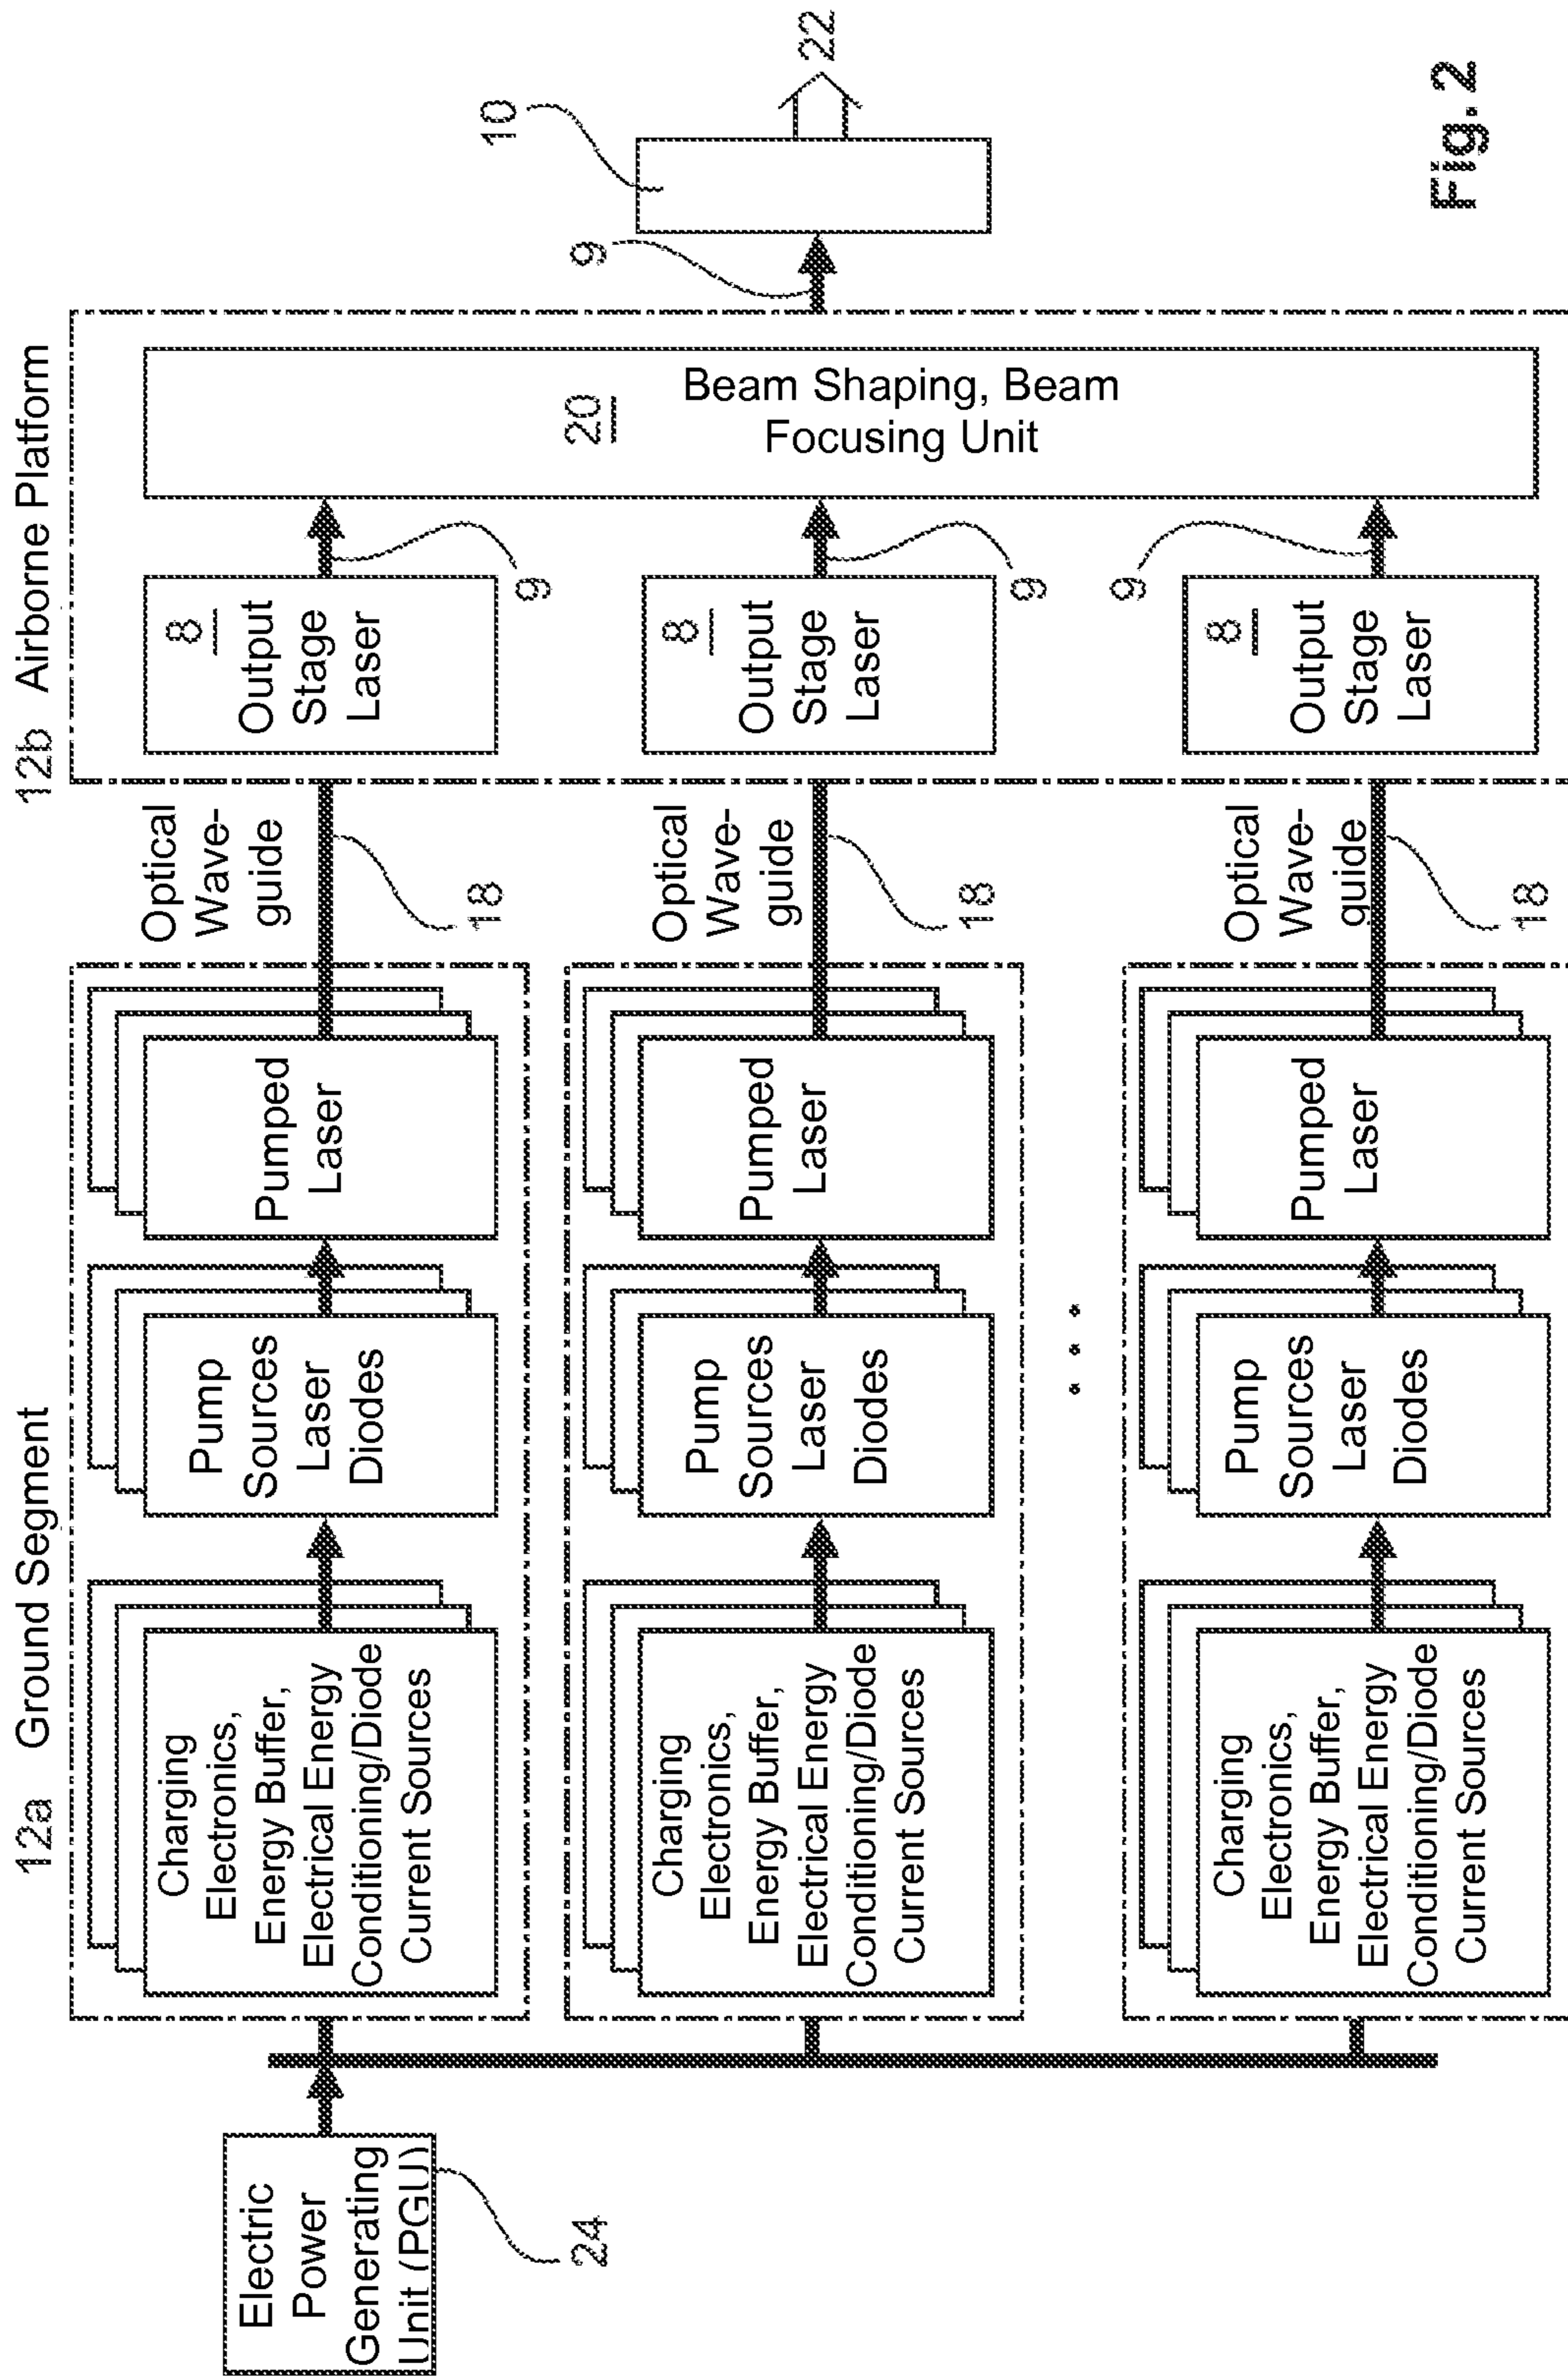 12a Ground Segment
12b Airborne Platform
Electric
Power
Generating
Unit (PGU)
24
Charging
Electronics,
Energy Buffer,
Electrical Energy
Conditioning/Diode
Current Sources
Pump
Sources
Laser
Diodes
Pumped
Laser
Optical
Wave-
guide
18
8
Output
Stage
Laser
9
Charging
Electronics,
Energy Buffer,
Electrical Energy
Conditioning/Diode
Current Sources
Pump
Sources
Laser
Diodes
Pumped
Laser
Optical
Wave-
guide
18
8
Output
Stage
Laser
9
. . .
Charging
Electronics,
Energy Buffer,
Electrical Energy
Conditioning/Diode
Current Sources
Pump
Sources
Laser
Diodes
Pumped
Laser
Optical
Wave-
guide
18
8
Output
Stage
Laser
9
20
Beam Shaping, Beam
Focusing Unit
9
10
22
Fig.2